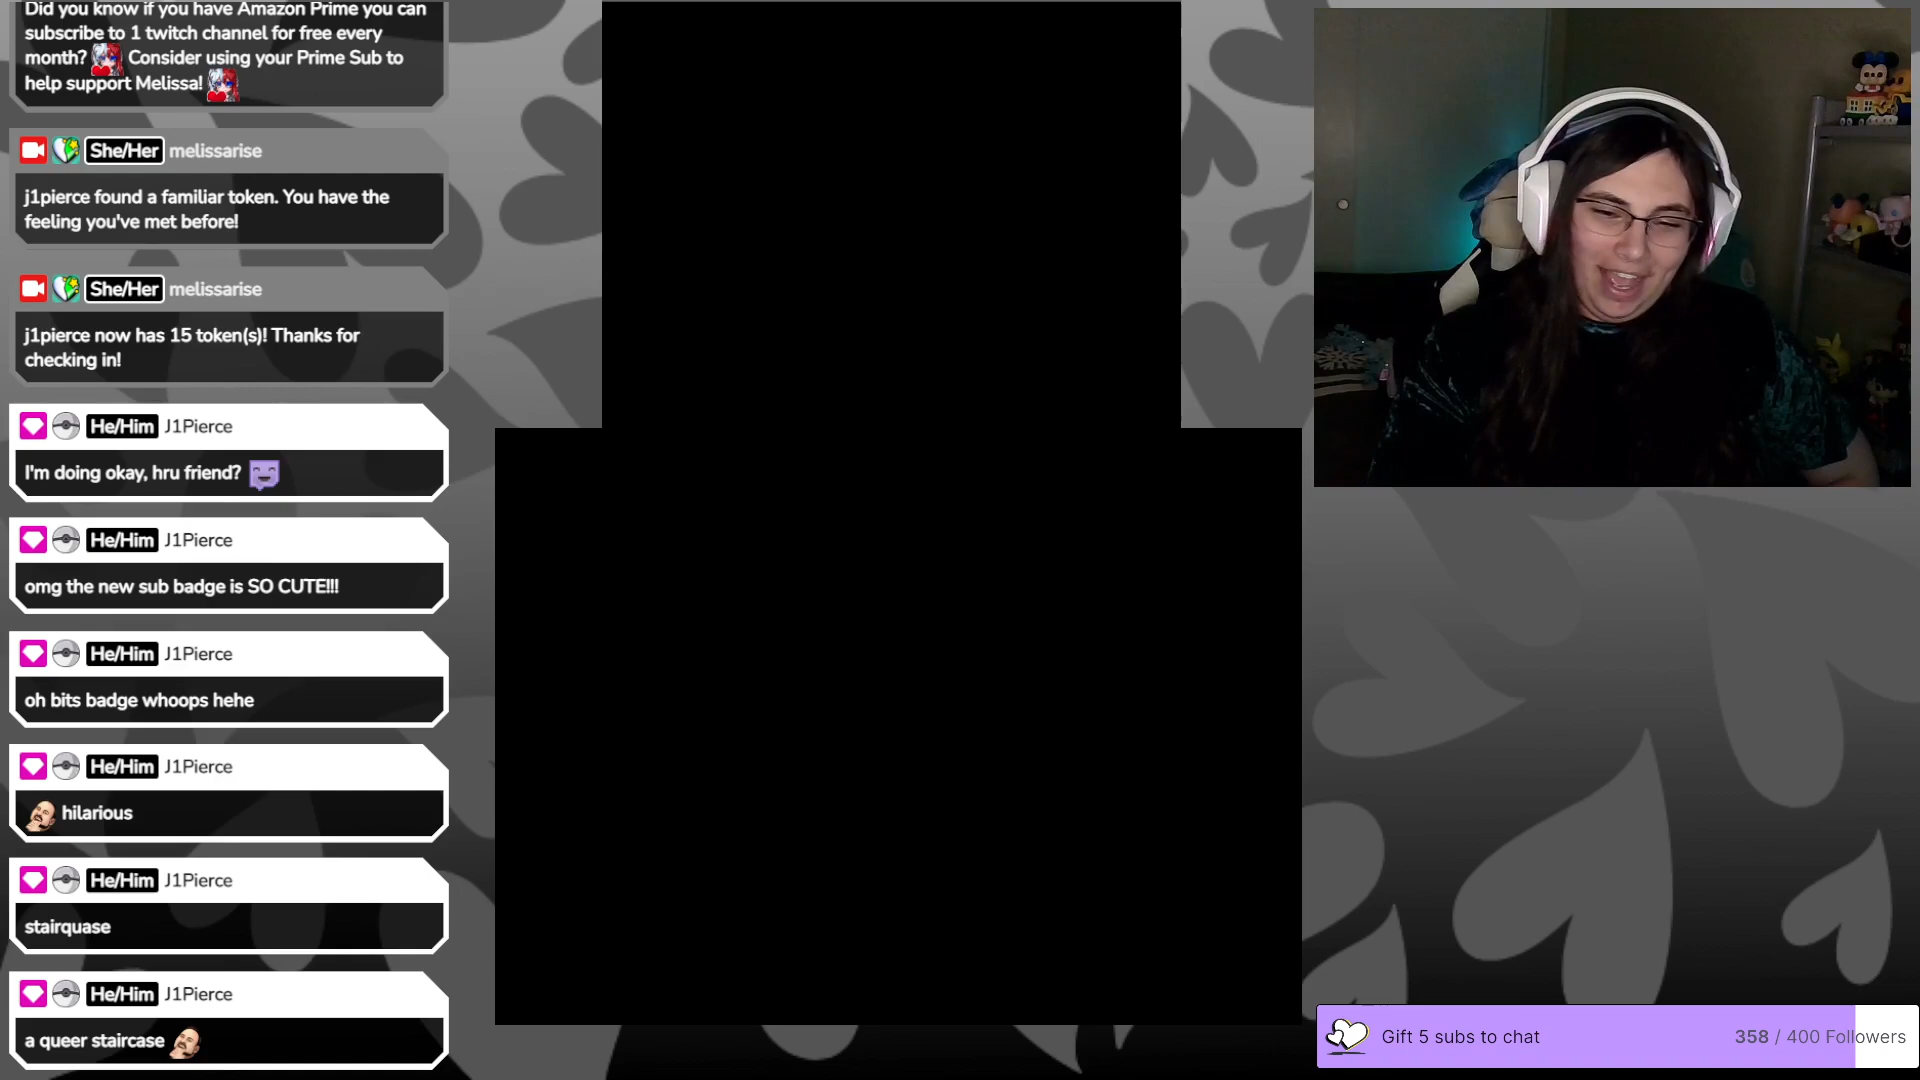 Did you know if you have Amazon Prime you can
subscribe to 1 twitch channel for free every
month? Consider using your Prime Sub to
help support Melissa!
She/Her melissarise
j1pierce found a familiar token. You have the
feeling you've met before!
She/Her melissarise
j1pierce now has 15 token(s)! Thanks for
checking in!
He/Him J1Pierce
I'm doing okay, hru friend?
He/Him J1Pierce
omg the new sub badge is SO CUTE!!!
He/Him J1Pierce
oh bits badge whoops hehe
He/Him J1Pierce
hilarious
He/Him J1Pierce
stairquase
He/Him J1Pierce
a queer staircase
Gift 5 subs to chat 358 / 400 Followers